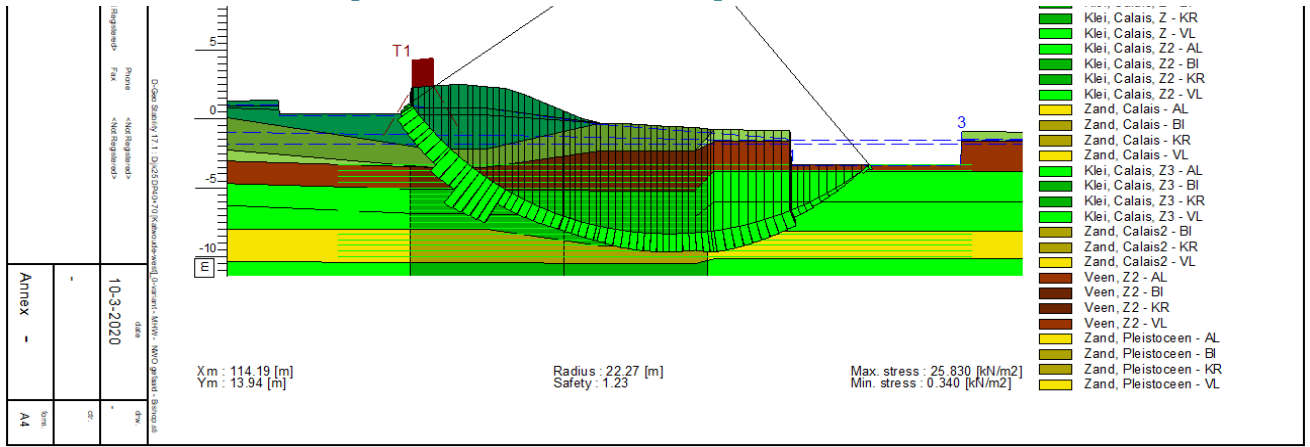 Klei, Calais, Z - KR
Klei, Calais, Z - VL
Klei, Calais, Z2 - AL
Klei, Calais, Z2 - BI
Klei, Calais, Z2 - KR
Klei, Calais, Z2 - VL
Zand, Calais - AL
Zand, Calais - BI
Zand, Calais - KR
Zand, Calais - VL
Klei, Calais, Z3 - AL
Klei, Calais, Z3 - BI
Klei, Calais, Z3 - KR
Klei, Calais, Z3 - VL
Zand, Calais2 - BI
Zand, Calais2 - KR
Zand, Calais2 - VL
Veen, Z2 - AL
Veen, Z2 - BI
Veen, Z2 - KR
Veen, Z2 - VL
Zand, Pleistoceen - AL
Zand, Pleistoceen - BI
Zand, Pleistoceen - KR
Zand, Pleistoceen - VL
5
0
-5
-10
m
T1
3
Xm : 114.19 [m]
Ym : 13.94 [m]
Radius : 22.27 [m]
Safety : 1.23
Max. stress : 25.830 [kN/m2]
Min. stress : 0.340 [kN/m2]
Phone
Fax
<Not Registered>
<Not Registered>
date
10-3-2020
drw.
-
ctr.
-
form.
A4
Annex -